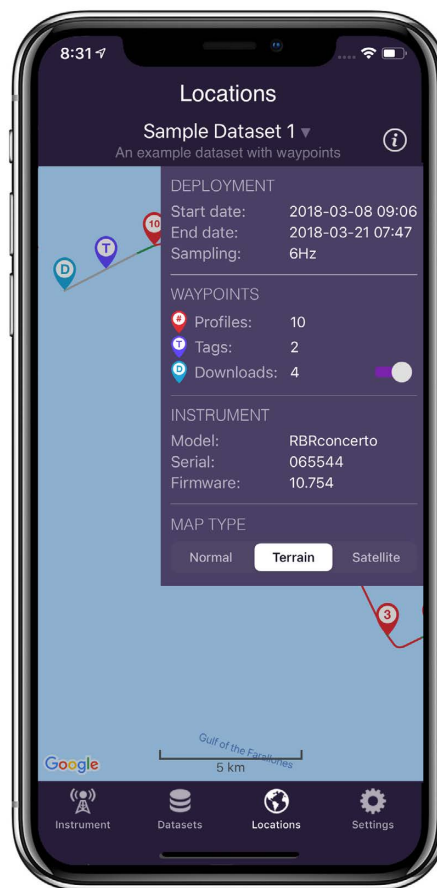 8:31
Locations
Sample Dataset 1
An example dataset with waypoints
DEPLOYMENT
Start date: 2018-03-08 09:06
End date: 2018-03-21 07:47
Sampling: 6Hz
WAYPOINTS
# Profiles: 10
T Tags: 2
D Downloads: 4
INSTRUMENT
Model: RBRconcerto
Serial: 065544
Firmware: 10.754
MAP TYPE
Normal Terrain Satellite
10
T
D
3
Gulf of the Farallones
Google
5 km
Instrument Datasets Locations Settings